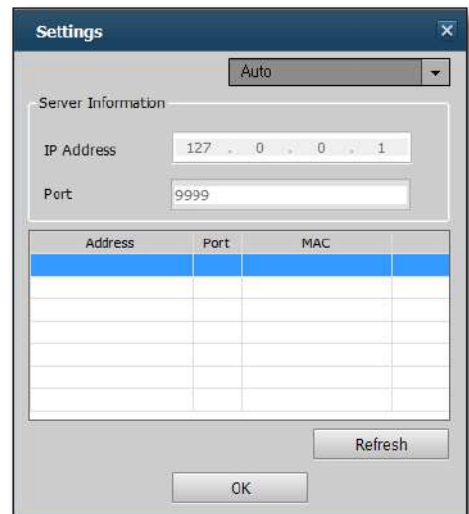 Settings
Auto
Server Information
IP Address 127 . 0 . 0 . 1
Port 9999
Address Port MAC
Refresh
OK